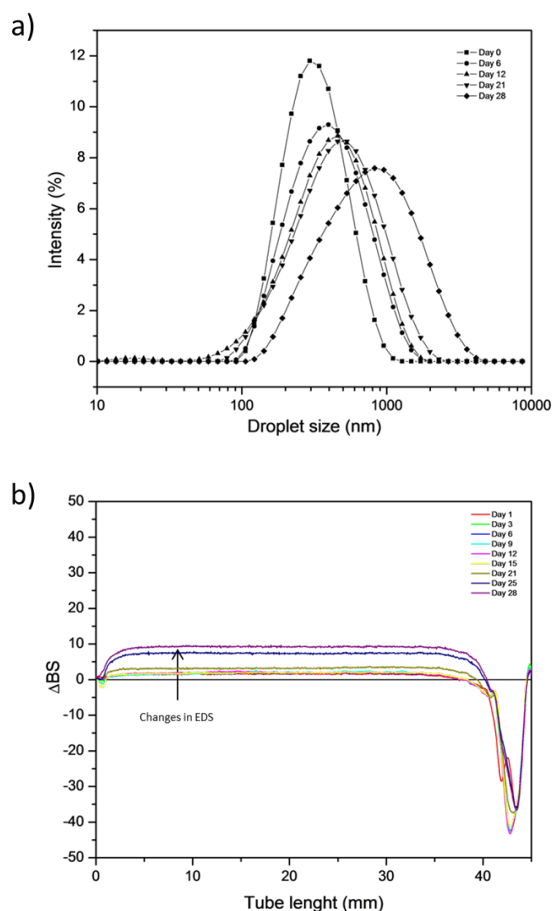 a)
12
10
8
6
4
2
0
Intensity (%)
Day 0
Day 6
Day 12
Day 21
Day 28
10
100
1000
10000
Droplet size (nm)
b)
50
40
30
20
10
0
-10
-20
-30
-40
-50
ΔBS
Day 1
Day 3
Day 6
Day 9
Day 12
Day 15
Day 21
Day 25
Day 28
Changes in EDS
0
10
20
30
40
Tube lenght (mm)